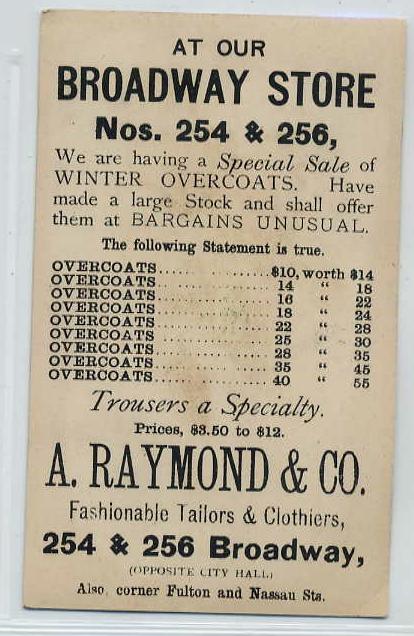 AT OUR
BROADWAY STORE
Nos. 254 & 256,
We are having a Special Sale of
WINTER OVERCOATS. Have
made a large Stock and shall offer
them at BARGAINS UNUSUAL.
The following Statement is true.
OVERCOATS....................$10, worth $14
OVERCOATS....................14 " 18
OVERCOATS....................16 " 22
OVERCOATS....................18 " 24
OVERCOATS....................22 " 28
OVERCOATS....................25 " 30
OVERCOATS....................28 " 35
OVERCOATS....................35 " 45
OVERCOATS....................40 " 55
Trousers a Specialty.
Prices, $3.50 to $12.
A. RAYMOND & CO.
Fashionable Tailors & Clothiers,
254 & 256 Broadway,
(OPPOSITE CITY HALL)
Also corner Fulton and Nassau Sts.